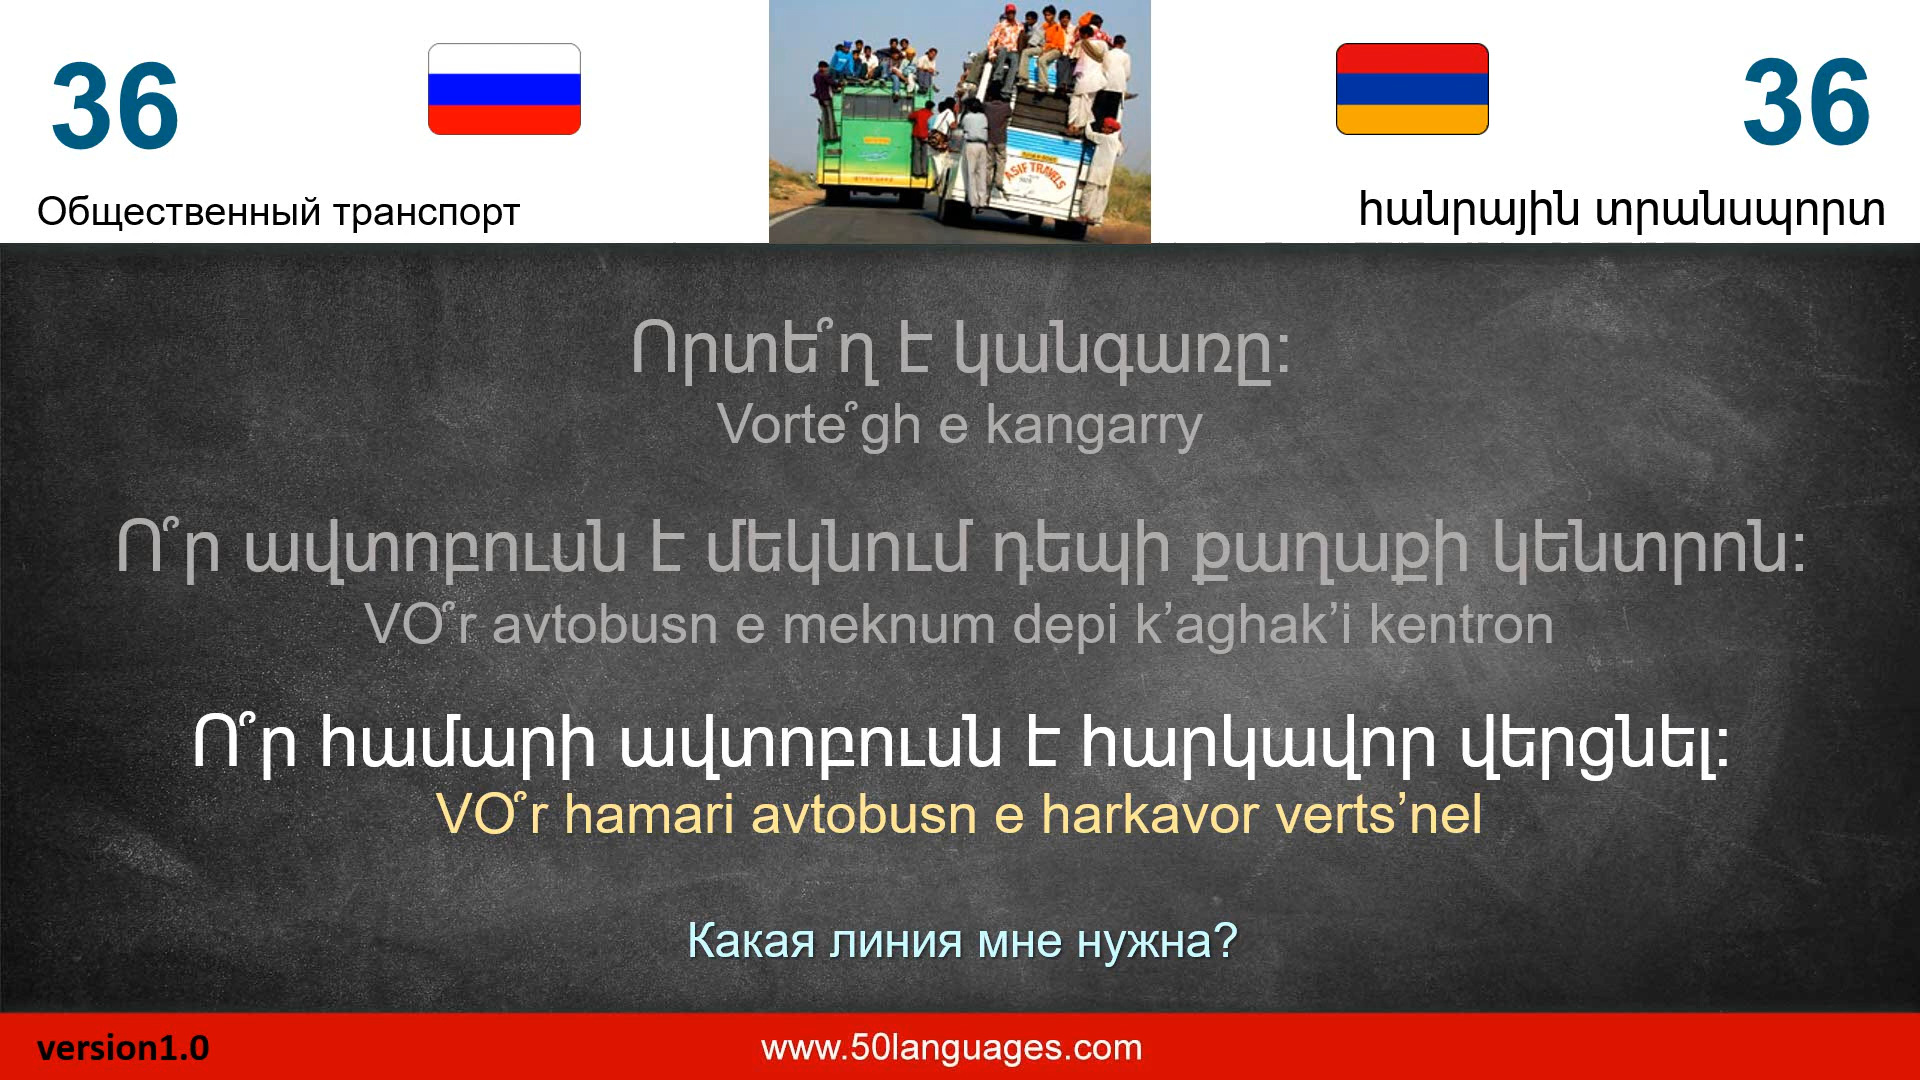 36
36
Общественный транспорт
հանրային տրանսպորտ
ASIF TRAVELS
Որտե՞ղ է կանգառը:
Vorte՞gh e kangarry
Ո՞ր ավտոբուսն է մեկնում դեպի քաղաքի կենտրոն:
VO՞r avtobusn e meknum depi k’aghak’i kentron
Ո՞ր համարի ավտոբուսն է հարկավոր վերցնել:
VO՞r hamari avtobusn e harkavor verts’nel
Какая линия мне нужна?
version1.0
www.50languages.com